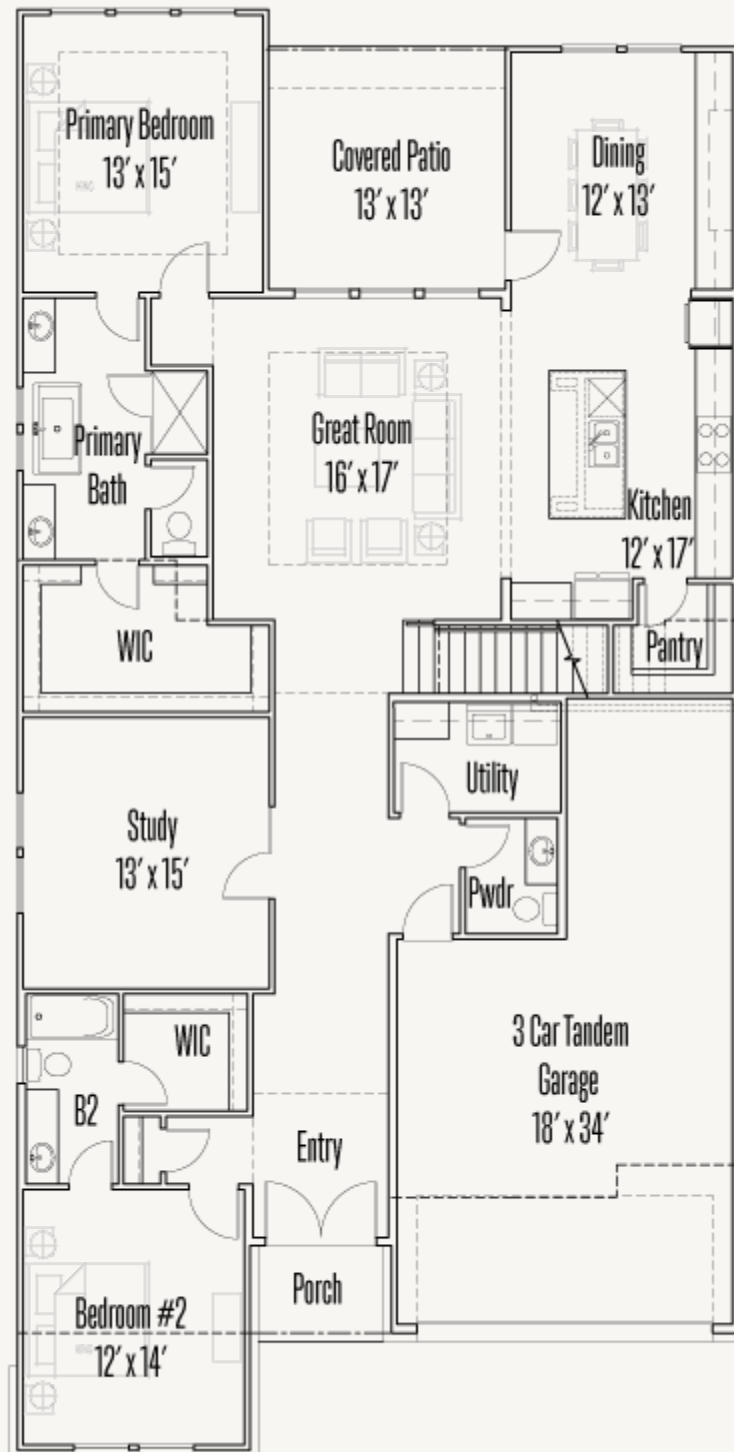 Primary Bedroom
13' x 15'
Covered Patio
13' x 13'
Dining
12' x 13'
Great Room
16' x 17'
Primary
Bath
Kitchen
12' x 17'
WIC
Pantry
Utility
Study
13' x 15'
Pwdr
WIC
3 Car Tandem
Garage
18' x 34'
B2
Entry
Porch
Bedroom #2
12' x 14'